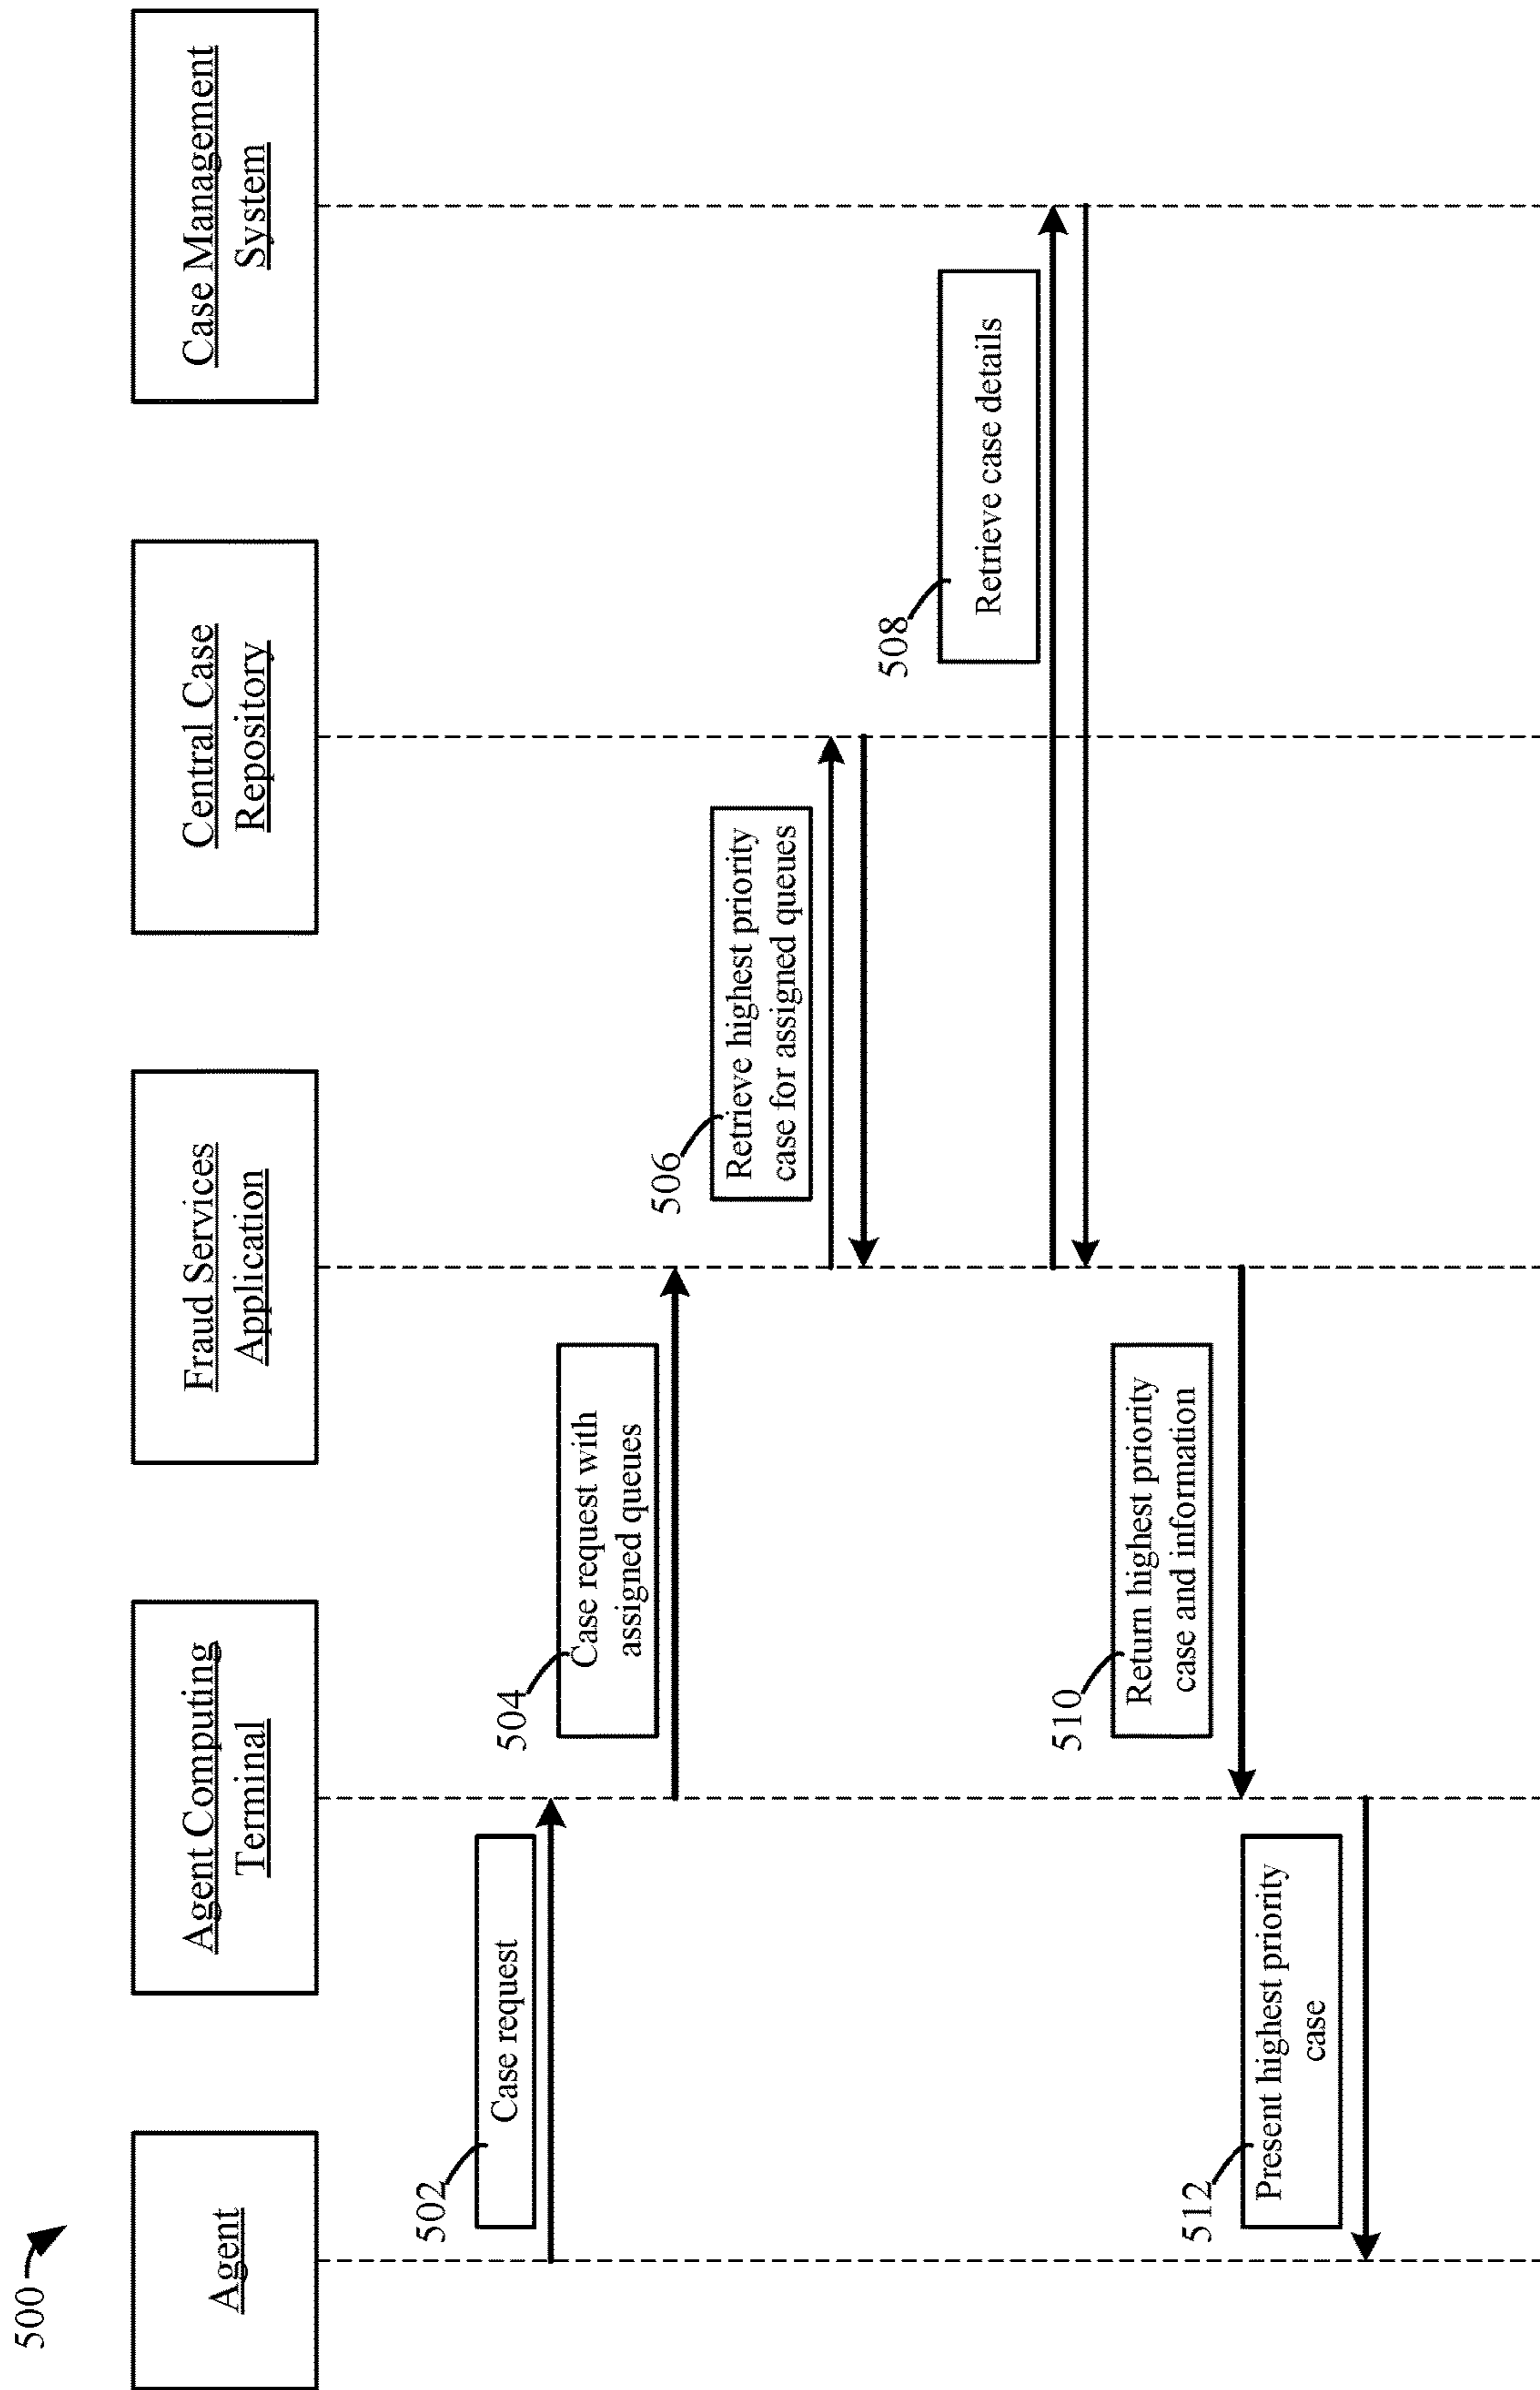 500
Agent
Agent Computing
Terminal
Fraud Services
Application
Central Case
Repository
Case Management
System
502
Case request
504
Case request with
assigned queues
506
Retrieve highest priority
case for assigned queues
508
Retrieve case details
510
Return highest priority
case and information
512
Present highest priority
case